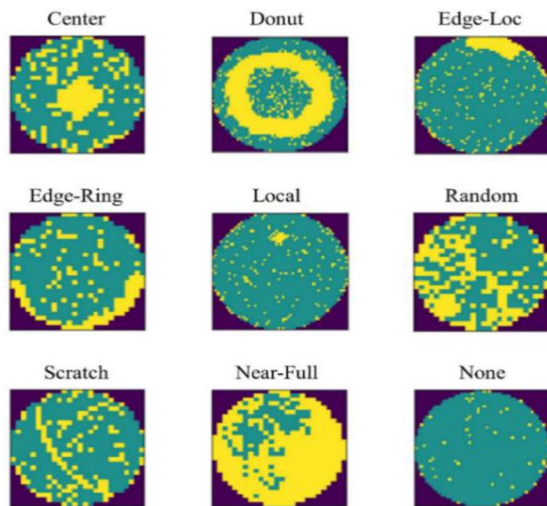 Center Donut Edge-Loc
Edge-Ring Local Random
Scratch Near-Full None